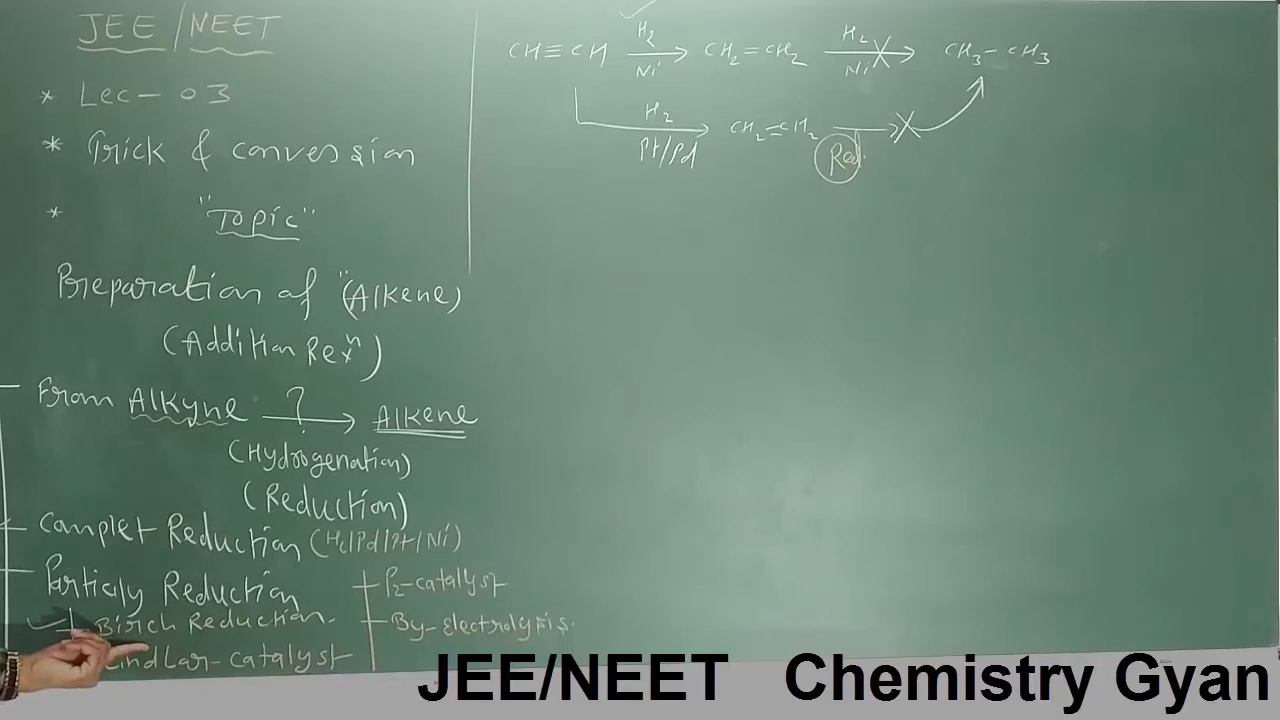 JEE/NEET
* Lec-03
* Trick & convession
* "Topic"
Preparation of "(Alkene)
(Addition Rexⁿ)
From Alkyne ? → Alkene
(Hydrogenation)
(Reduction)
Complet Reduction (H₂/Pd/Pt/Ni)
Particly Reduction
Birch Reduction.
Lindlar-catalyst
P₂-catalyst
By-Electrolysis.
CH≡CH H₂ Ni → CH₂=CH₂ H₂ Ni → CH₃-CH₃
H₂ Pt/Pd → CH₂=CH₂ →
Red.
JEE/NEET Chemistry Gyan